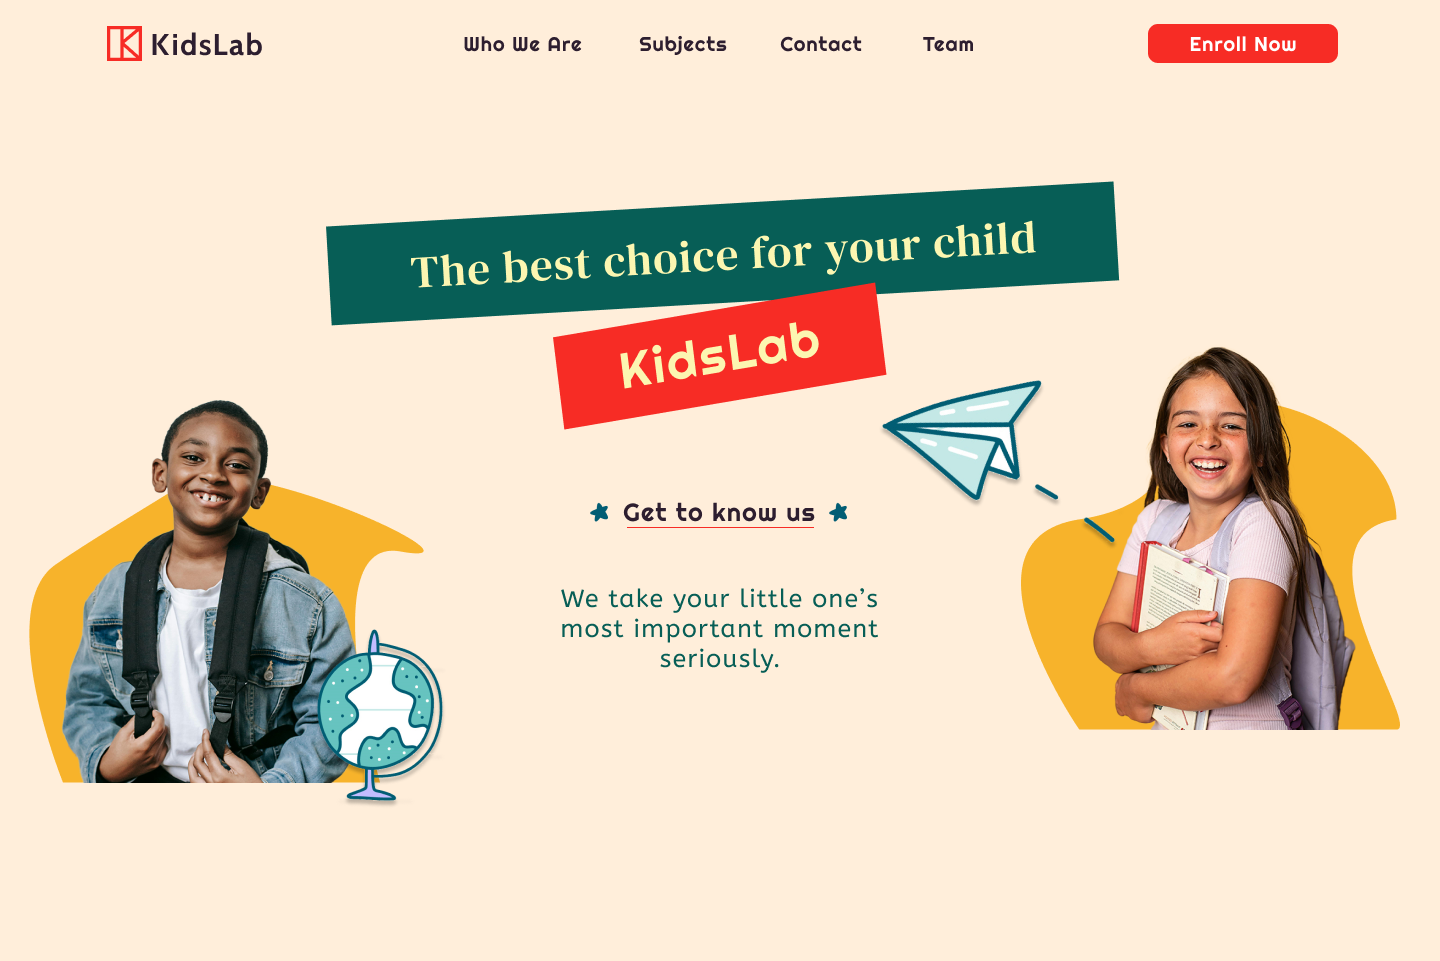 KidsLab
Who We Are
Subjects
Contact
Team
Enroll Now
The best choice for your child
KidsLab
Get to know us
We take your little one’s
most important moment
seriously.